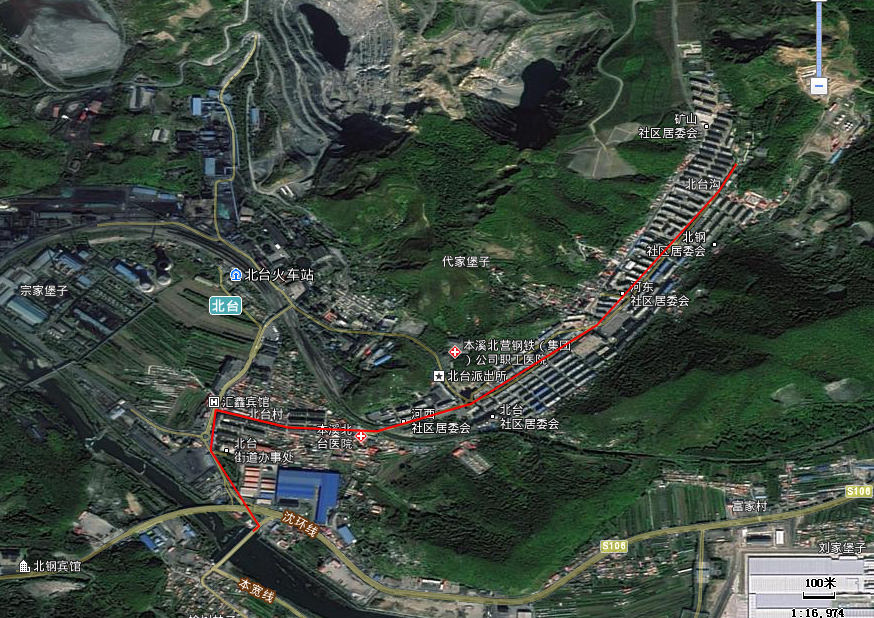 矿山
社区居委会
北台沟
北钢
社区居委会
代家堡子
北台火车站
宗家堡子
河东
社区居委会
北台
本溪北营钢铁（集团
）公司职工医院
北台派出所
汇鑫宾馆
北台村
河西
社区居委会
北台
社区居委会
本溪北
台医院
北台
街道办事处
S106
富家村
沈环线
S106
刘家堡子
北钢宾馆
本宽线
100米
1:16,974